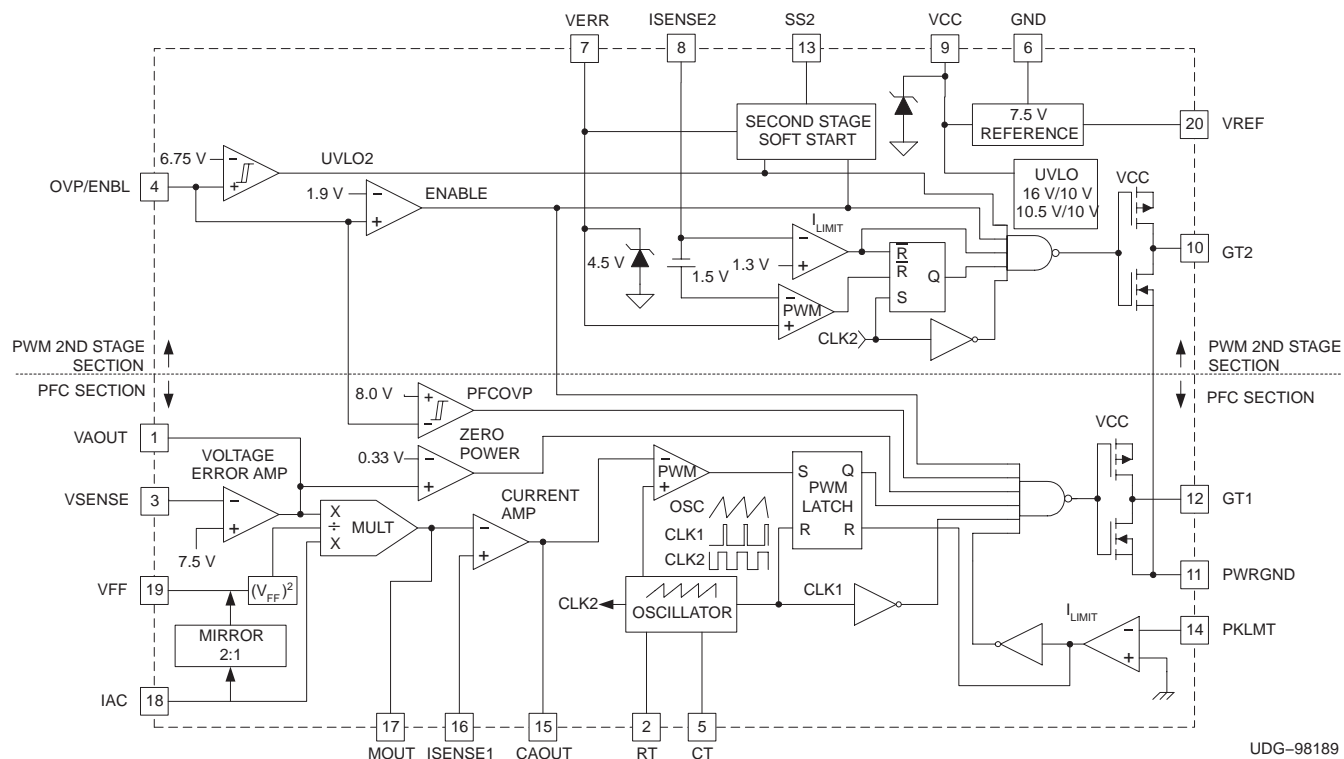 VERR
ISENSE2
SS2
VCC
GND
7
8
13
9
6
SECOND STAGE
SOFT START
7.5 V
REFERENCE
20
VREF
6.75 V
−
+
UVLO2
OVP/ENBL
4
1.9 V
−
+
ENABLE
UVLO
16 V/10 V
10.5 V/10 V
VCC
I LIMIT
−
+
1.3 V
4.5 V
1.5 V
R
R
Q
S
10
GT2
−
+
PWM
CLK2
PWM 2ND STAGE
SECTION
PWM 2ND STAGE
SECTION
PFC SECTION
PFC SECTION
8.0 V
+
−
PFCOVP
VCC
VAOUT
1
VOLTAGE
ERROR AMP
0.33 V
−
+
ZERO
POWER
VSENSE
3
−
+
7.5 V
X
÷
X
MULT
CURRENT
AMP
−
+
−
+
PWM
OSC
CLK1
CLK2
S
Q
PWM
LATCH
R
R
12
GT1
VFF
19
(VFF)²
MIRROR
2:1
CLK2
OSCILLATOR
CLK1
11
PWRGND
I LIMIT
−
+
14
PKLMT
IAC
18
17
16
15
2
5
MOUT
ISENSE1
CAOUT
RT
CT
UDG–98189